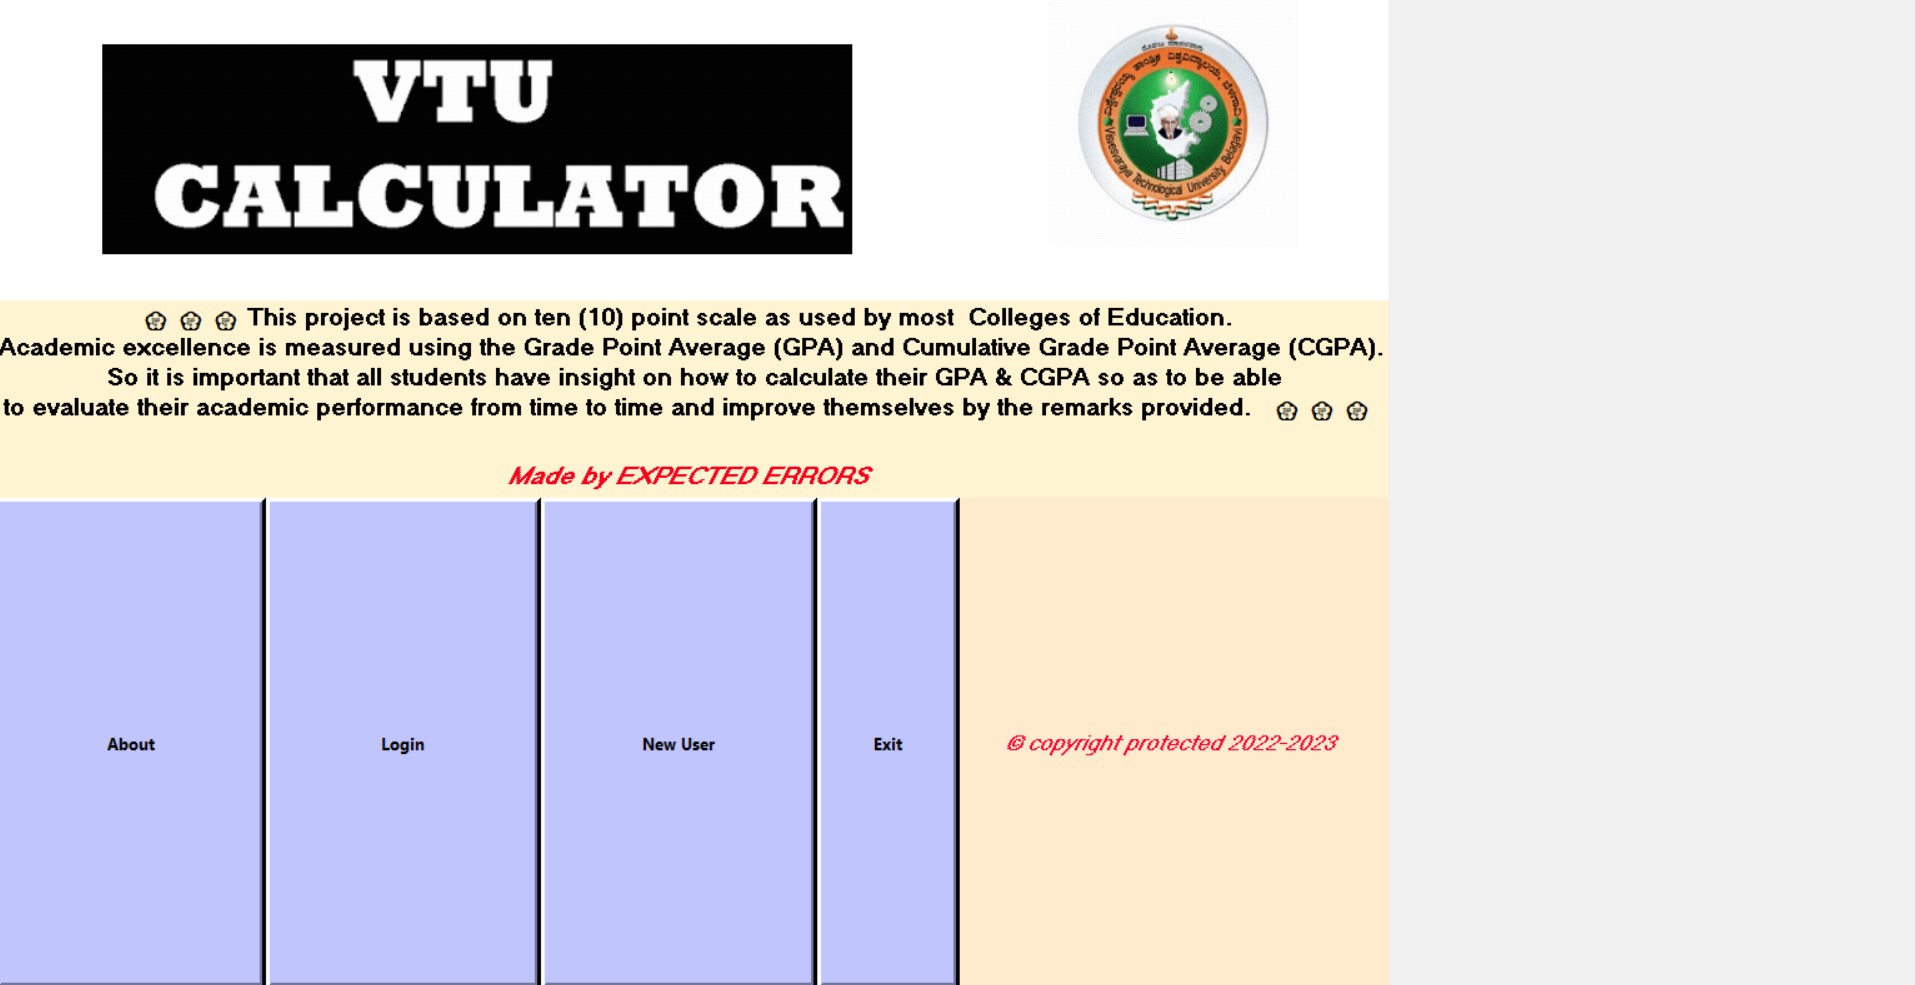 VTU
CALCULATOR
ವಿಶ್ವೇಶ್ವರಯ್ಯ ತಾಂತ್ರಿಕ ವಿಶ್ವವಿದ್ಯಾಲಯ, ಬೆಳಗಾವಿ
Visvesvaraya Technological University Belagavi
This project is based on ten (10) point scale as used by most  Colleges of Education.
Academic excellence is measured using the Grade Point Average (GPA) and Cumulative Grade Point Average (CGPA).
So it is important that all students have insight on how to calculate their GPA & CGPA so as to be able
to evaluate their academic performance from time to time and improve themselves by the remarks provided.
Made by EXPECTED ERRORS
About
Login
New User
Exit
© copyright protected 2022-2023